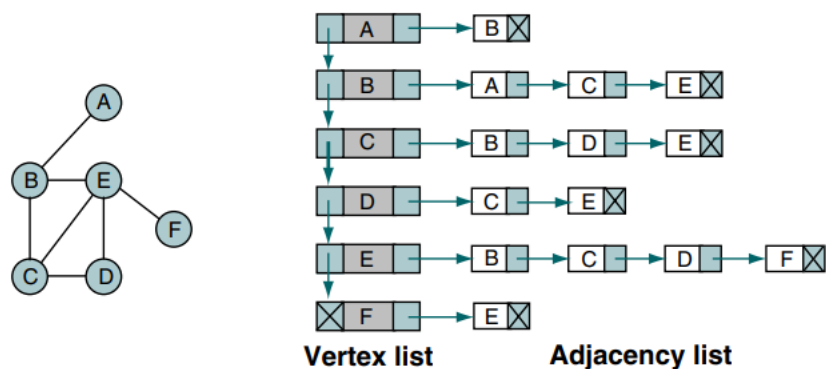 A
B E
F
C D
A B
B A C E
C B D E
D C E
E B C D F
F E
Vertex list Adjacency list